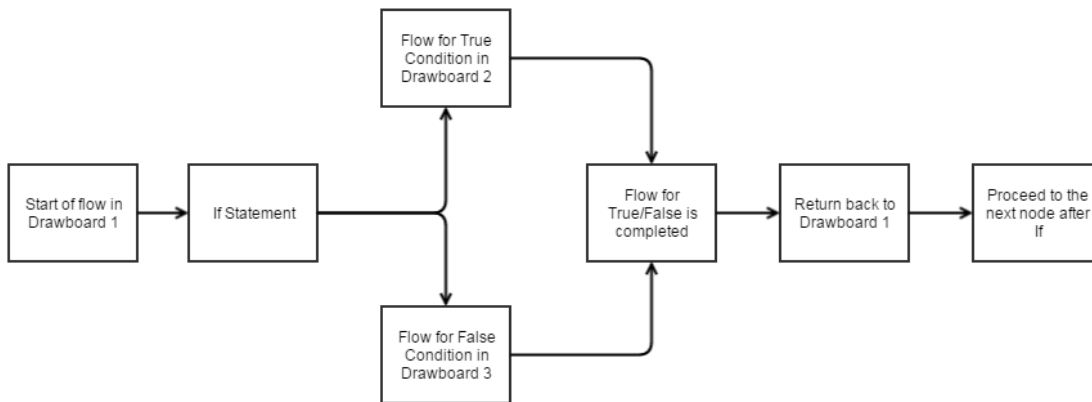 Start of flow in
Drawboard 1
If Statement
Flow for True
Condition in
Drawboard 2
Flow for False
Condition in
Drawboard 3
Flow for
True/False is
completed
Return back to
Drawboard 1
Proceed to the
next node after
If